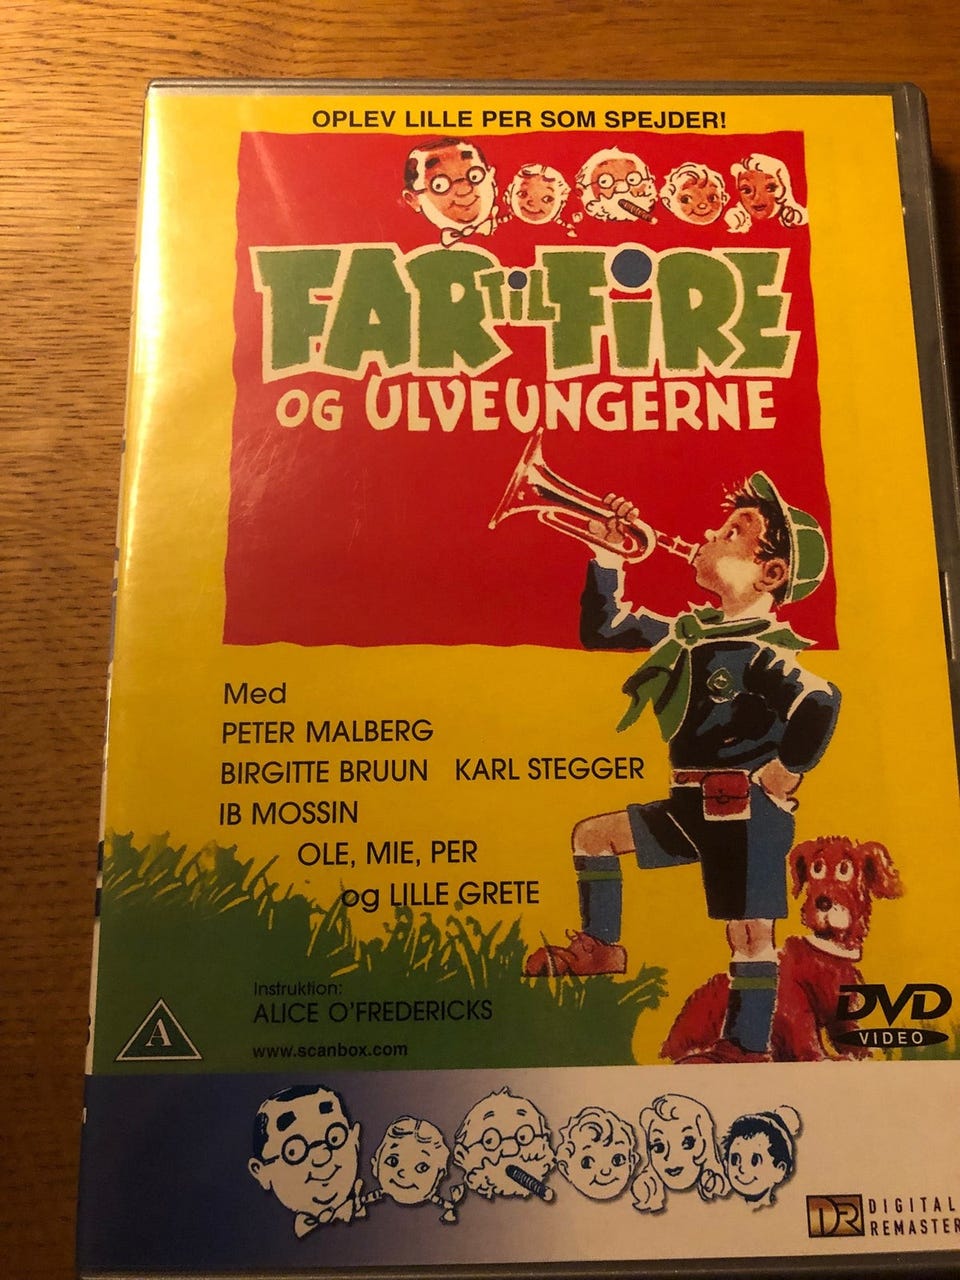 OPLEV LILLE PER SOM SPEJDER!
FAR TIL FiRE
OG ULVEUNGERNE
Med
PETER MALBERG
BIRGITTE BRUUN KARL STEGGER
IB MOSSIN
OLE, MIE, PER
og LILLE GRETE
Instruktion:
ALICE O'FREDERICKS
www.scanbox.com
A
DVD
VIDEO
DR DIGITAL
REMASTER